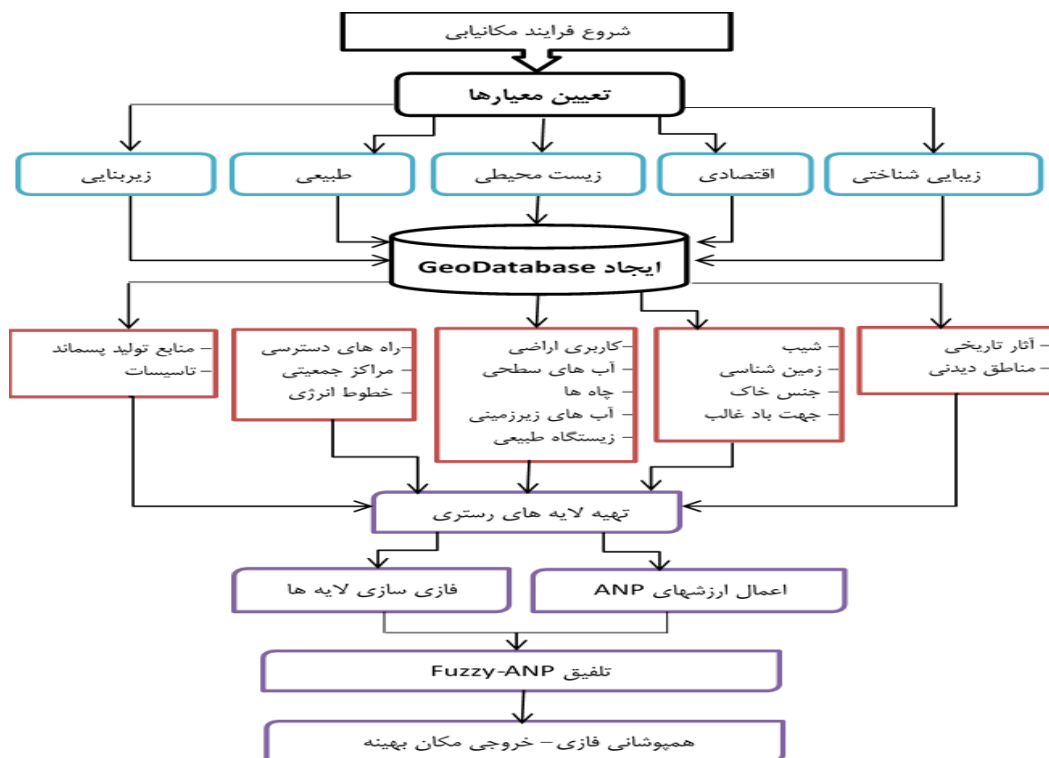 شروع فرایند مکانیابی
تعیین معیارها
زیبایی شناختی
اقتصادی
زیست محیطی
طبیعی
زیربنایی
ایجاد GeoDatabase
– آثار تاریخی
– مناطق دیدنی
– شیب
– زمین شناسی
– جنس خاک
– جهت باد غالب
–کاربری اراضی
– آب های سطحی
– چاه ها
– آب های زیرزمینی
– زیستگاه طبیعی
–راه های دسترسی
– مراکز جمعیتی
– خطوط انرژی
– منابع تولید پسماند
– تاسیسات
تهیه لایه های رستری
اعمال ارزشهای ANP
فازی سازی لایه ها
تلفیق Fuzzy-ANP
همپوشانی فازی – خروجی مکان بهینه